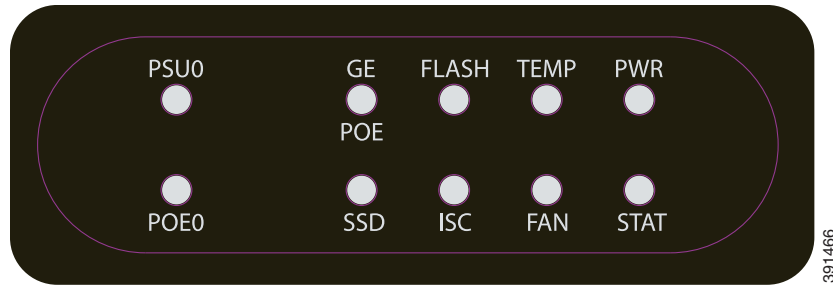 PSU0 GE FLASH TEMP PWR
POE
POE0 SSD ISC FAN STAT
391466